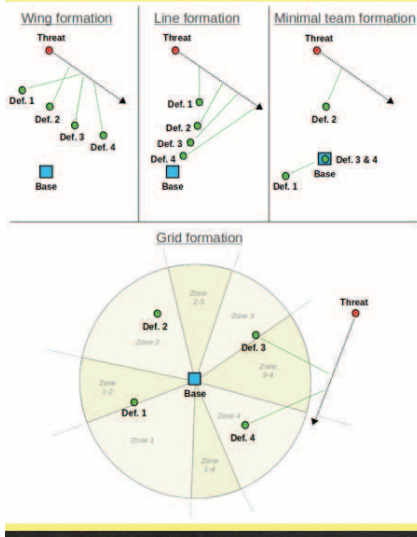 Wing formation
Threat
Def. 1
Def. 2
Def. 3
Def. 4
Base
Line formation
Threat
Def. 1
Def. 2
Def. 3
Def. 4
Base
Minimal team formation
Threat
Def. 2
Def. 3 & 4
Base
Def. 1
Grid formation
Zone
2-3
Threat
Def. 2
Zone 3
Def. 3
Zone 2
Zone
3-4
Zone
1-2
Base
Def. 1
Zone 4
Def. 4
Zone 1
Zone
1-4